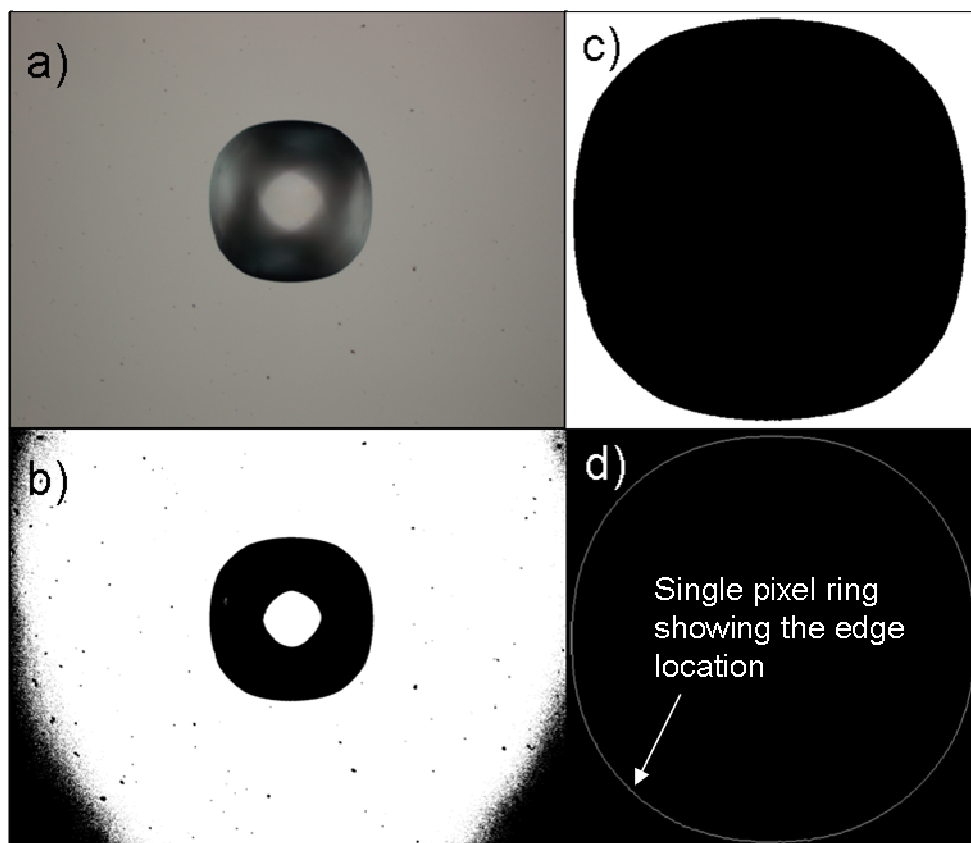 a)
c)
b)
d)
Single pixel ring
showing the edge
location